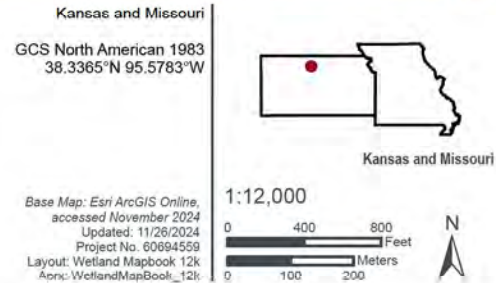 Kansas and Missouri
GCS North American 1983
38.3365°N 95.5783°W
Base Map: Esri ArcGIS Online,
accessed November 2024
Updated: 11/26/2024
Project No. 60694559
Layout: Wetland Mapbook 12k
Aprx: WetlandMapBook_12k
Kansas and Missouri
1:12,000
0 400 800
Feet
Meters
0 100 200
N